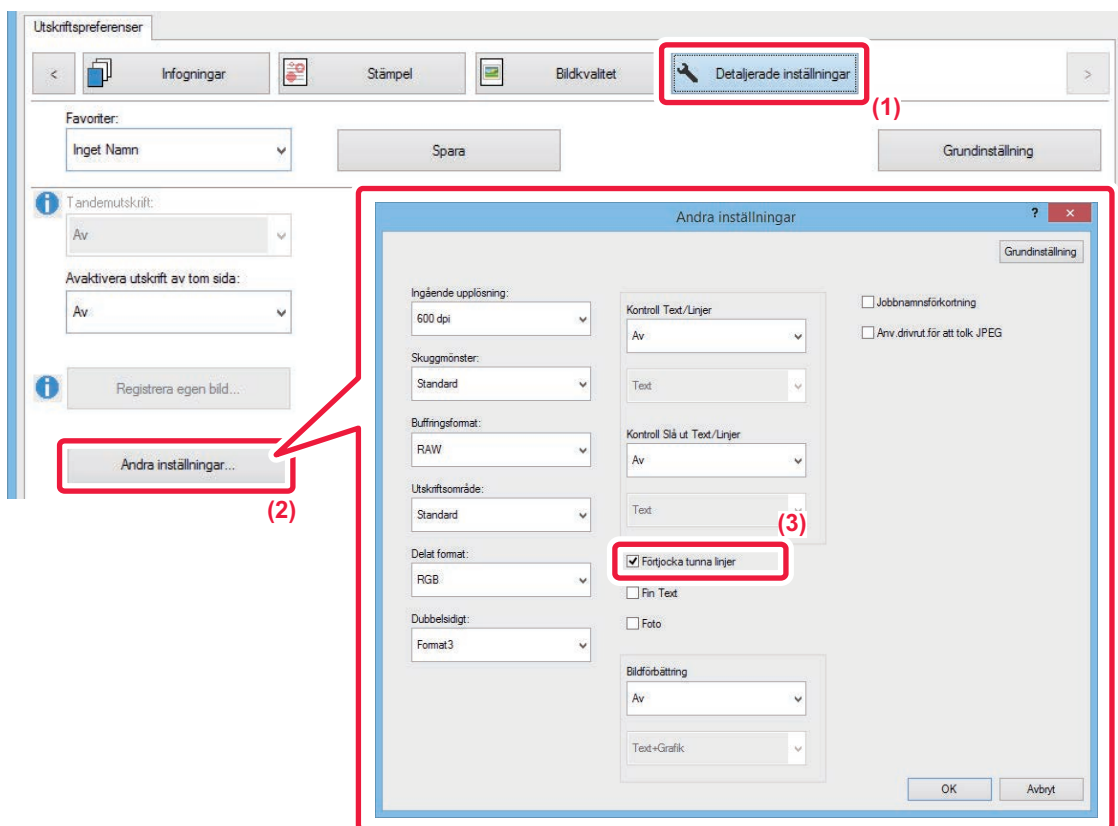 Utskriftspreferenser
<
Infogningar
Stämpel
Bildkvalitet
Detaljerade inställningar
>
(1)
Favoriter:
Inget Namn
Spara
Grundinställning
Tandemutskrift:
Av
Avaktivera utskrift av tom sida:
Av
Registrera egen bild...
Andra inställningar...
(2)
Andra inställningar
?
×
Grundinställning
Ingående upplösning:
600 dpi
Skuggmönster:
Standard
Buffringsformat:
RAW
Utskriftsområde:
Standard
Delat format:
RGB
Dubbelsidigt:
Format3
Kontroll Text/Linjer
Av
Text
Kontroll Slå ut Text/Linjer
Av
Text
(3)
Förtjocka tunna linjer
Fin Text
Foto
Bildförbättring
Av
Text+Grafik
Jobbnamnsförkortning
Anv.drivrut.för att tolk JPEG
OK
Avbryt